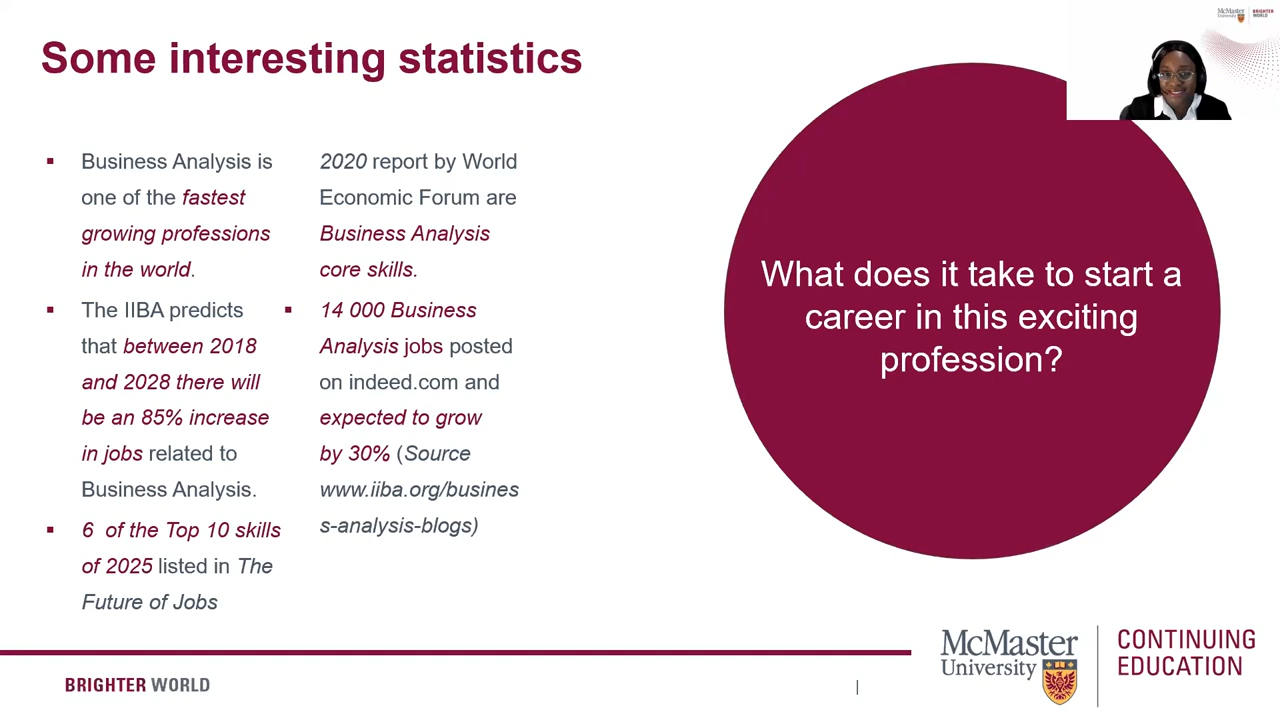 Some interesting statistics
▪ Business Analysis is
one of the fastest
growing professions
in the world.
▪ The IIBA predicts
that between 2018
and 2028 there will
be an 85% increase
in jobs related to
Business Analysis.
▪ 6 of the Top 10 skills
of 2025 listed in The
Future of Jobs
2020 report by World
Economic Forum are
Business Analysis
core skills.
▪ 14 000 Business
Analysis jobs posted
on indeed.com and
expected to grow
by 30% (Source
www.iiba.org/busines
s-analysis-blogs)
What does it take to start a
career in this exciting
profession?
McMaster
University
BRIGHTER
WORLD
BRIGHTER WORLD
|
McMaster
University
CONTINUING
EDUCATION